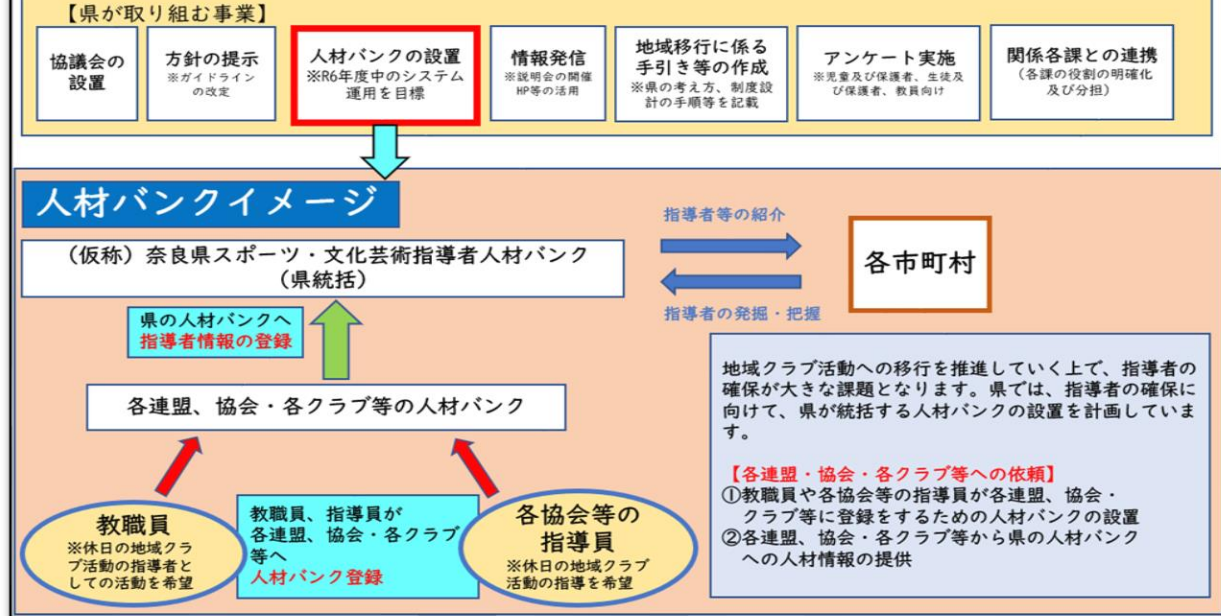 【県が取り組む事業】
協議会の
設置
方針の提示
※ガイドライン
の改定
人材バンクの設置
※R6年度中のシステム
運用を目標
情報発信
※説明会の開催
HP等の活用
地域移行に係る
手引き等の作成
※県の考え方、制度設
計の手順等を記載
アンケート実施
※児童及び保護者、生徒及
び保護者、教員向け
関係各課との連携
(各課の役割の明確化
及び分担)
人材バンクイメージ
(仮称)奈良県スポーツ・文化芸術指導者人材バンク
(県統括)
指導者等の紹介
指導者の発掘・把握
各市町村
県の人材バンクへ
指導者情報の登録
各連盟、協会・各クラブ等の人材バンク
教職員
※休日の地域クラ
ブ活動の指導者と
しての活動を希望
教職員、指導員が
各連盟、協会・各クラブ
等へ
人材バンク登録
各協会等の
指導員
※休日の地域クラブ
活動の指導を希望
地域クラブ活動への移行を推進していく上で、指導者の
確保が大きな課題となります。県では、指導者の確保に
向けて、県が統括する人材バンクの設置を計画していま
す。
【各連盟・協会・各クラブ等への依頼】
①教職員や各協会等の指導員が各連盟、協会・
クラブ等に登録をするための人材バンクの設置
②各連盟、協会・各クラブ等から県の人材バンク
への人材情報の提供